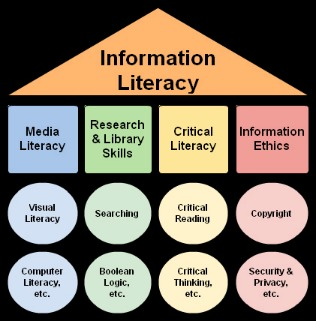 Information
Literacy
Media
Literacy
Research
& Library
Skills
Critical
Literacy
Information
Ethics
Visual
Literacy
Searching
Critical
Reading
Copyright
Computer
Literacy,
etc.
Boolean
Logic,
etc.
Critical
Thinking,
etc.
Security &
Privacy,
etc.